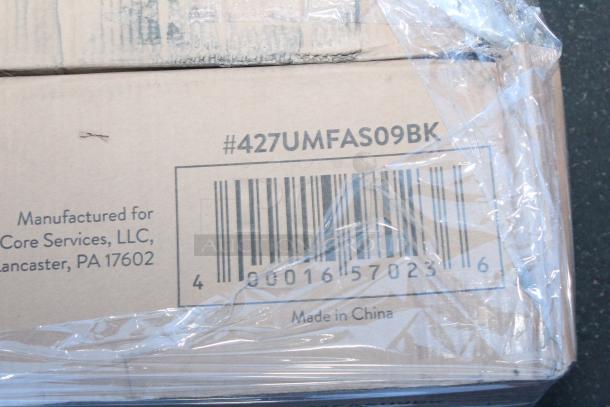 #427UMFAS09BK
Manufactured for
Core Services, LLC,
Lancaster, PA 17602
4 00016 57023 6
Made in China